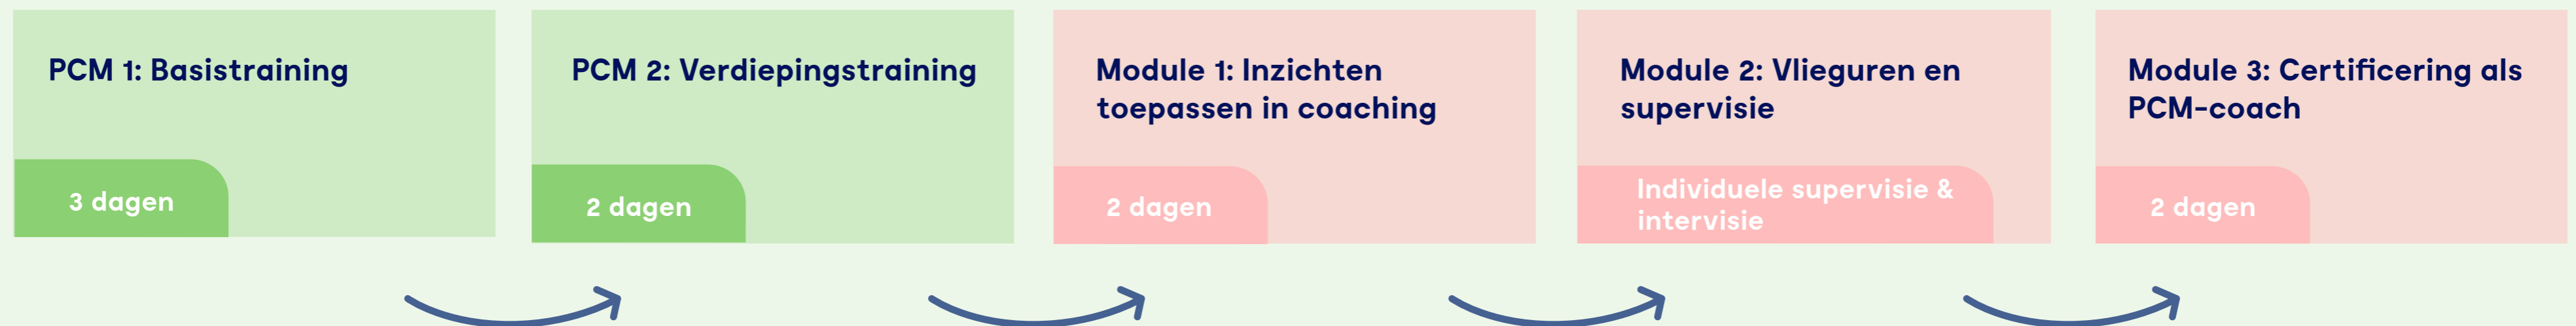 PCM 1: Basistraining
3 dagen
PCM 2: Verdiepingstraining
2 dagen
Module 1: Inzichten
toepassen in coaching
2 dagen
Module 2: Vlieguren en
supervisie
Individuele supervisie &
intervisie
Module 3: Certificering als
PCM-coach
2 dagen